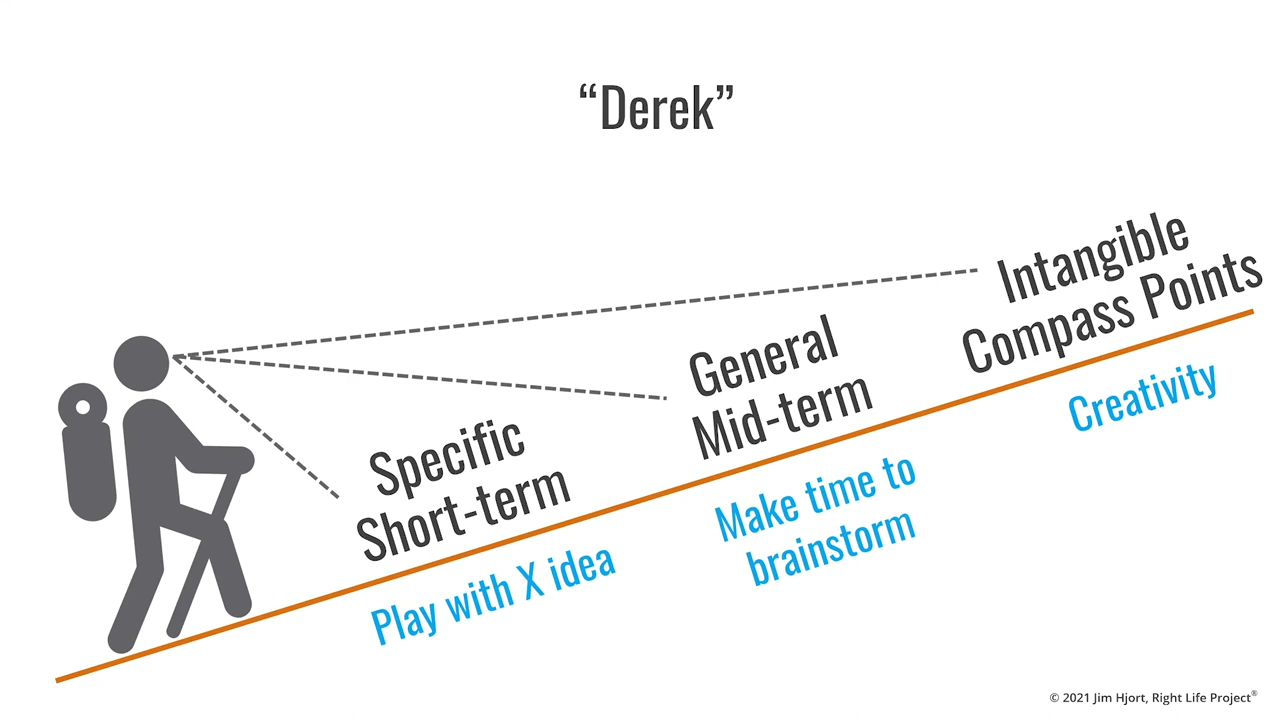 “Derek”
Specific
Short-term
Play with X idea
General
Mid-term
Make time to
brainstorm
Intangible
Compass Points
Creativity
© 2021 Jim Hjort, Right Life Project®